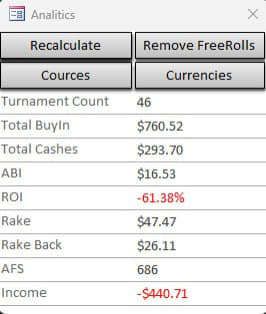 Analitics
Recalculate Remove FreeRolls
Cources Currencies
Turnament Count 46
Total BuyIn $760.52
Total Cashes $293.70
ABI $16.53
ROI -61.38%
Rake $47.47
Rake Back $26.11
AFS 686
Income -$440.71